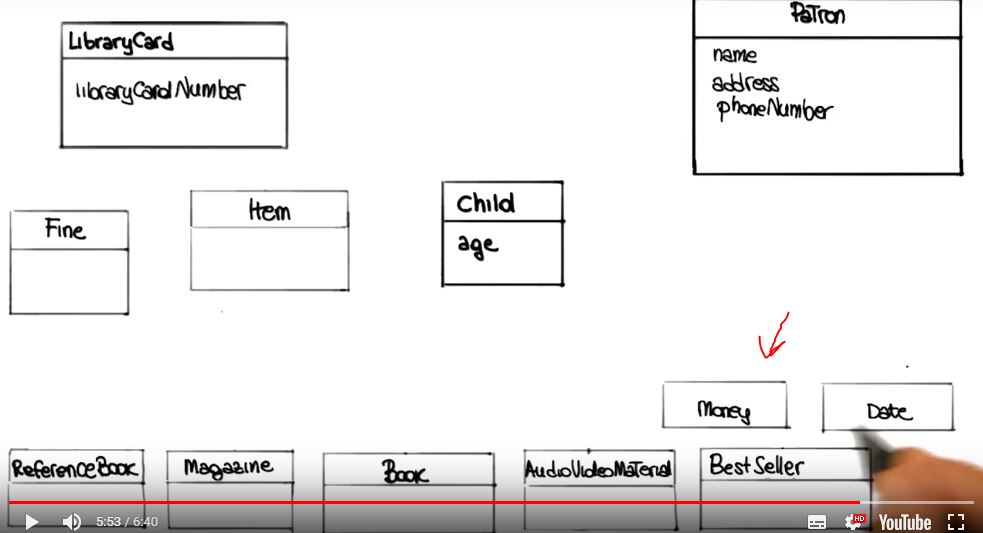 LibraryCard
libraryCardNumber
Patron
name
address
phoneNumber
Fine
Item
Child
age
Money
Date
ReferenceBook
Magazine
Book
AudioVideoMaterial
BestSeller
5:53 / 6:40
HD
YouTube